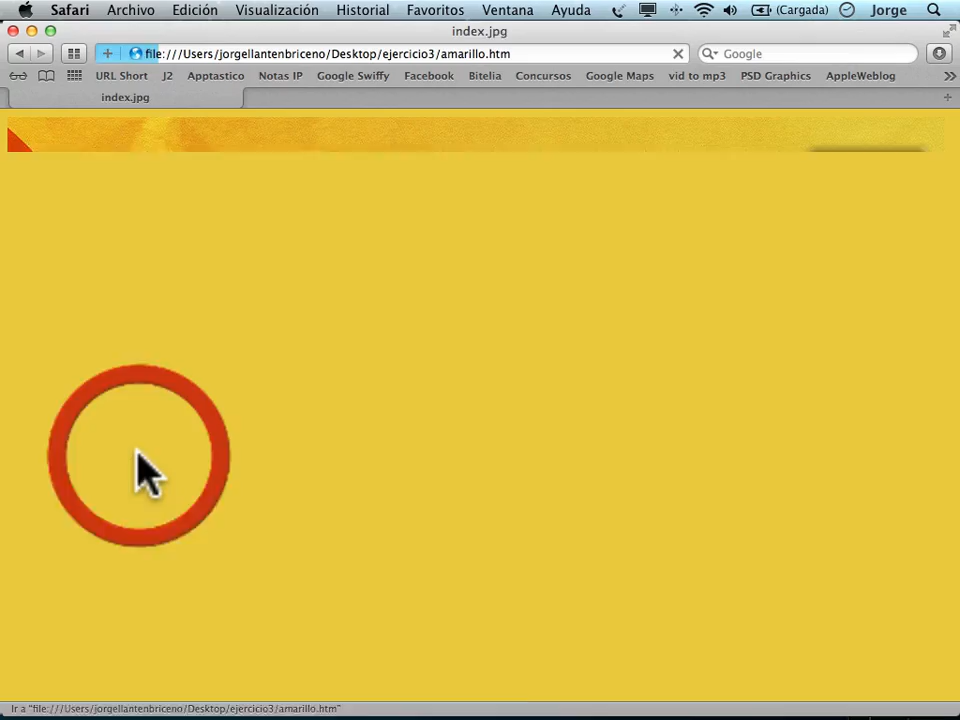 Safari Archivo Edición Visualización Historial Favoritos Ventana Ayuda (Cargada) Jorge
index.jpg
file:///Users/jorgellantenbriceno/Desktop/ejercicio3/amarillo.htm Google
URL Short J2 Apptastico Notas IP Google Swiffy Facebook Bitelia Concursos Google Maps vid to mp3 PSD Graphics AppleWeblog
index.jpg
Ir a "file:///Users/jorgellantenbriceno/Desktop/ejercicio3/amarillo.htm"